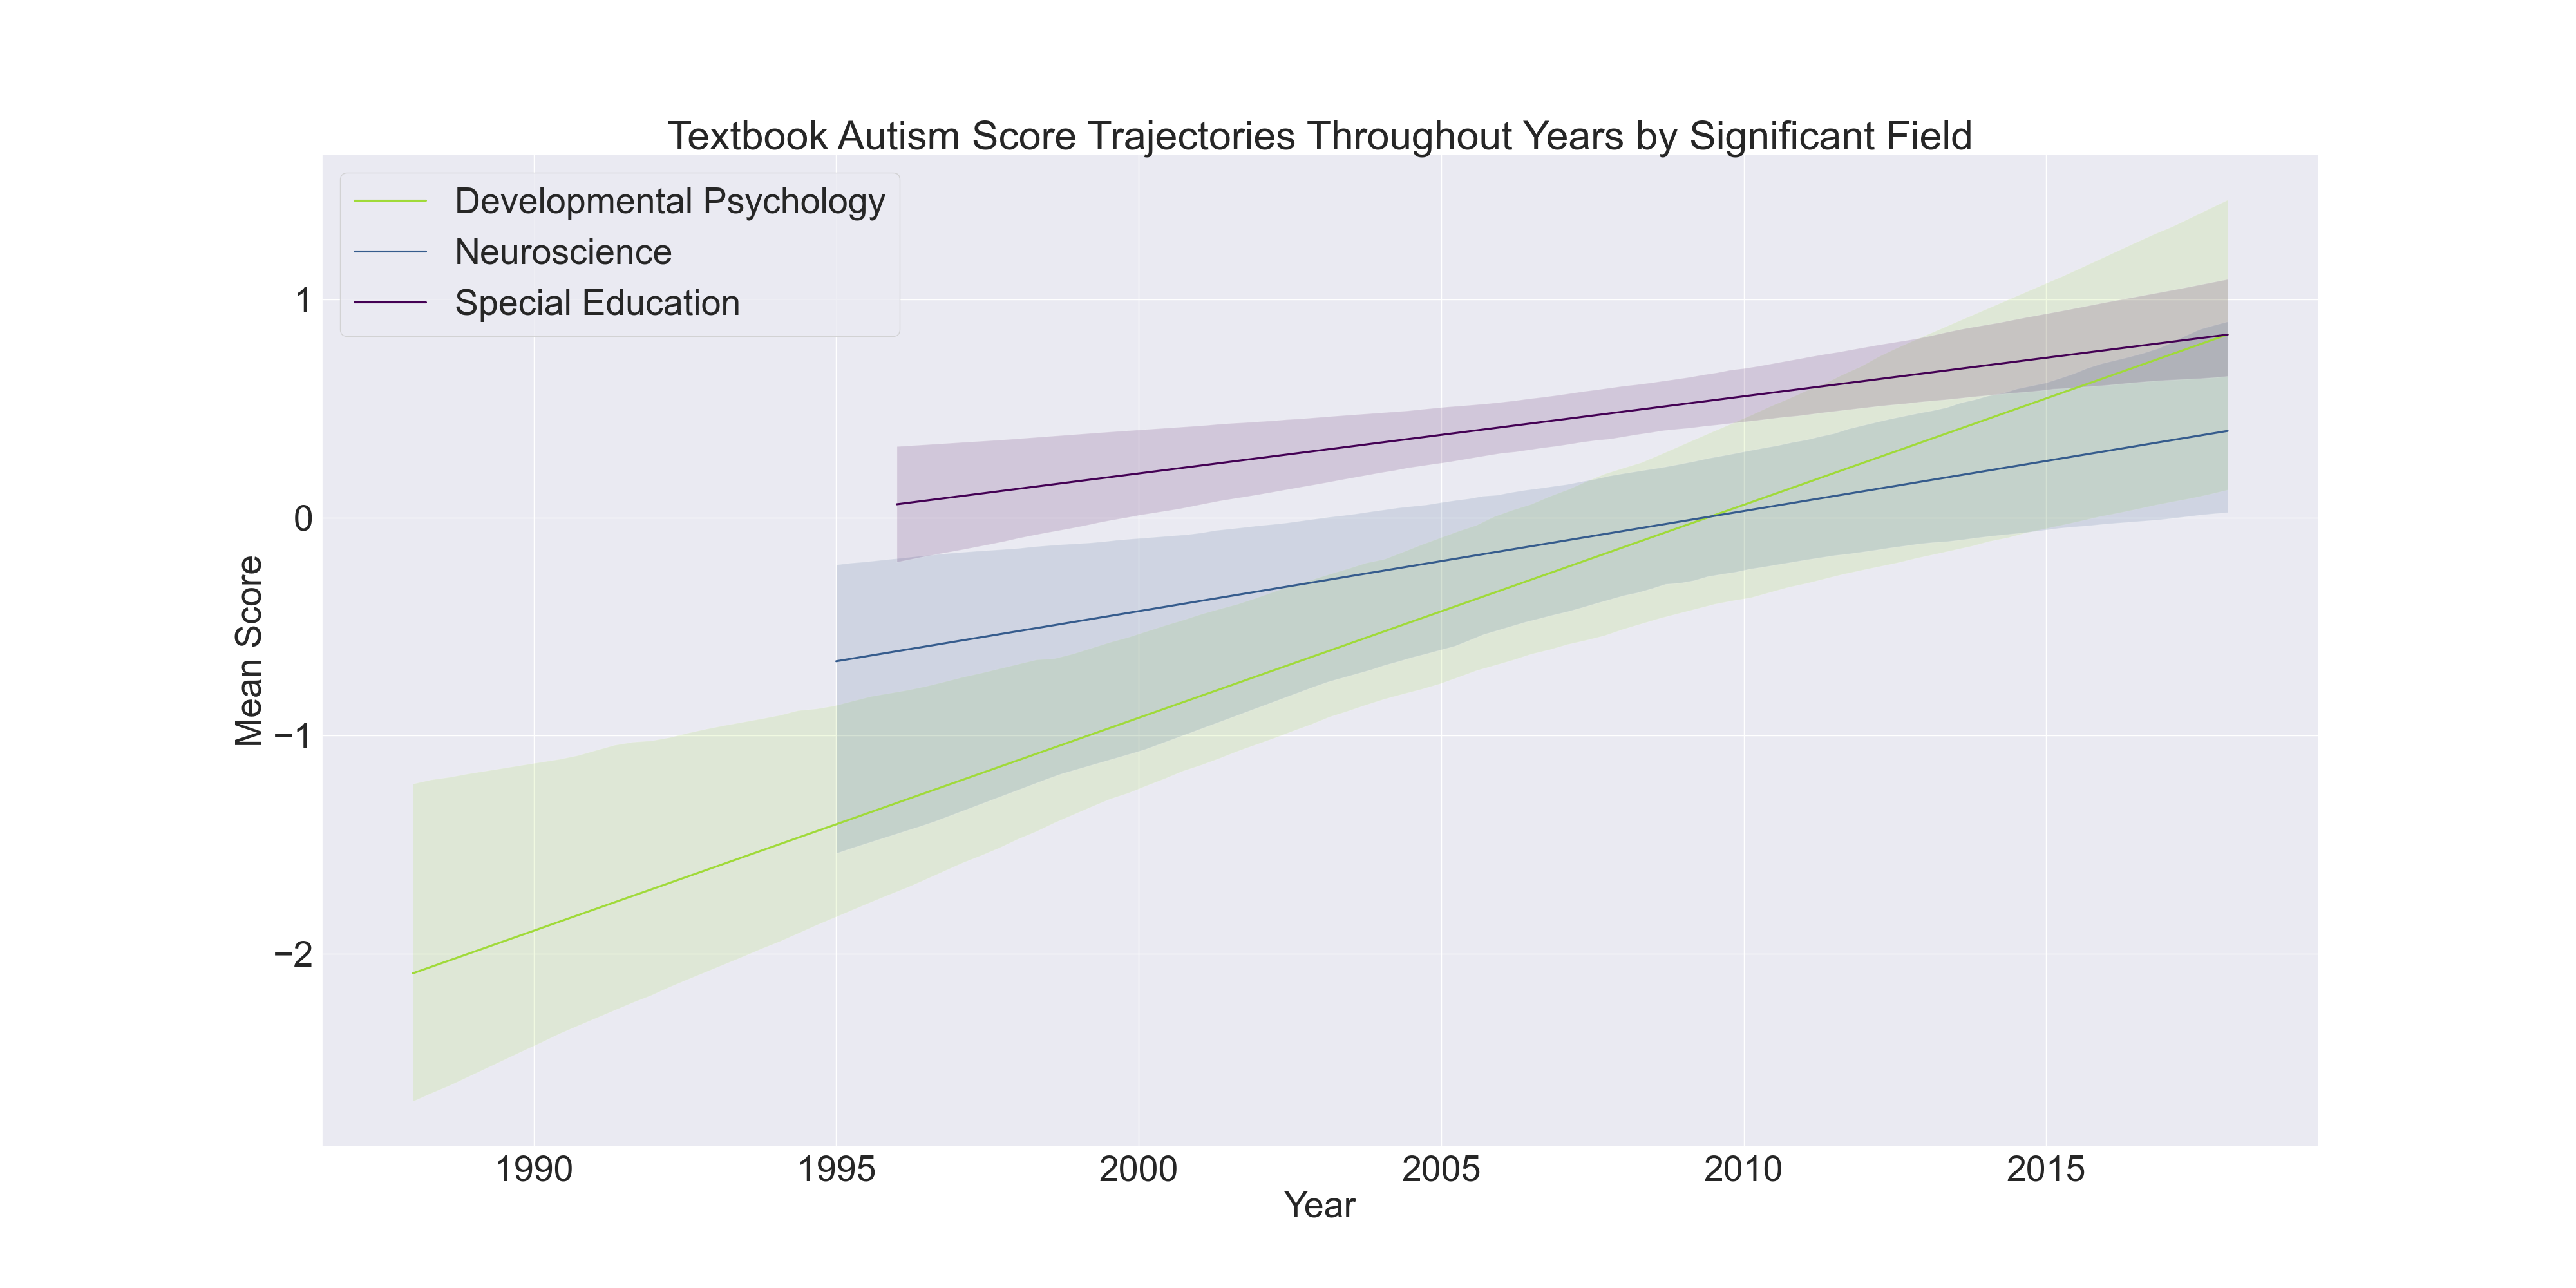 Textbook Autism Score Trajectories Throughout Years by Significant Field
Developmental Psychology
Neuroscience
Special Education
Mean Score
1
0
−1
−2
1990 1995 2000 2005 2010 2015
Year